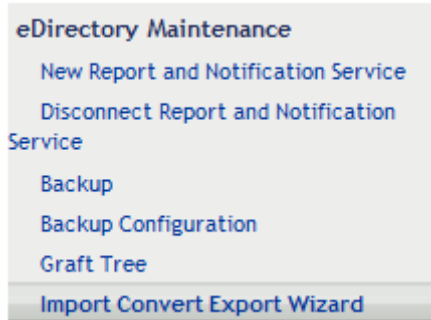 eDirectory Maintenance
New Report and Notification Service
Disconnect Report and Notification
Service
Backup
Backup Configuration
Graft Tree
Import Convert Export Wizard